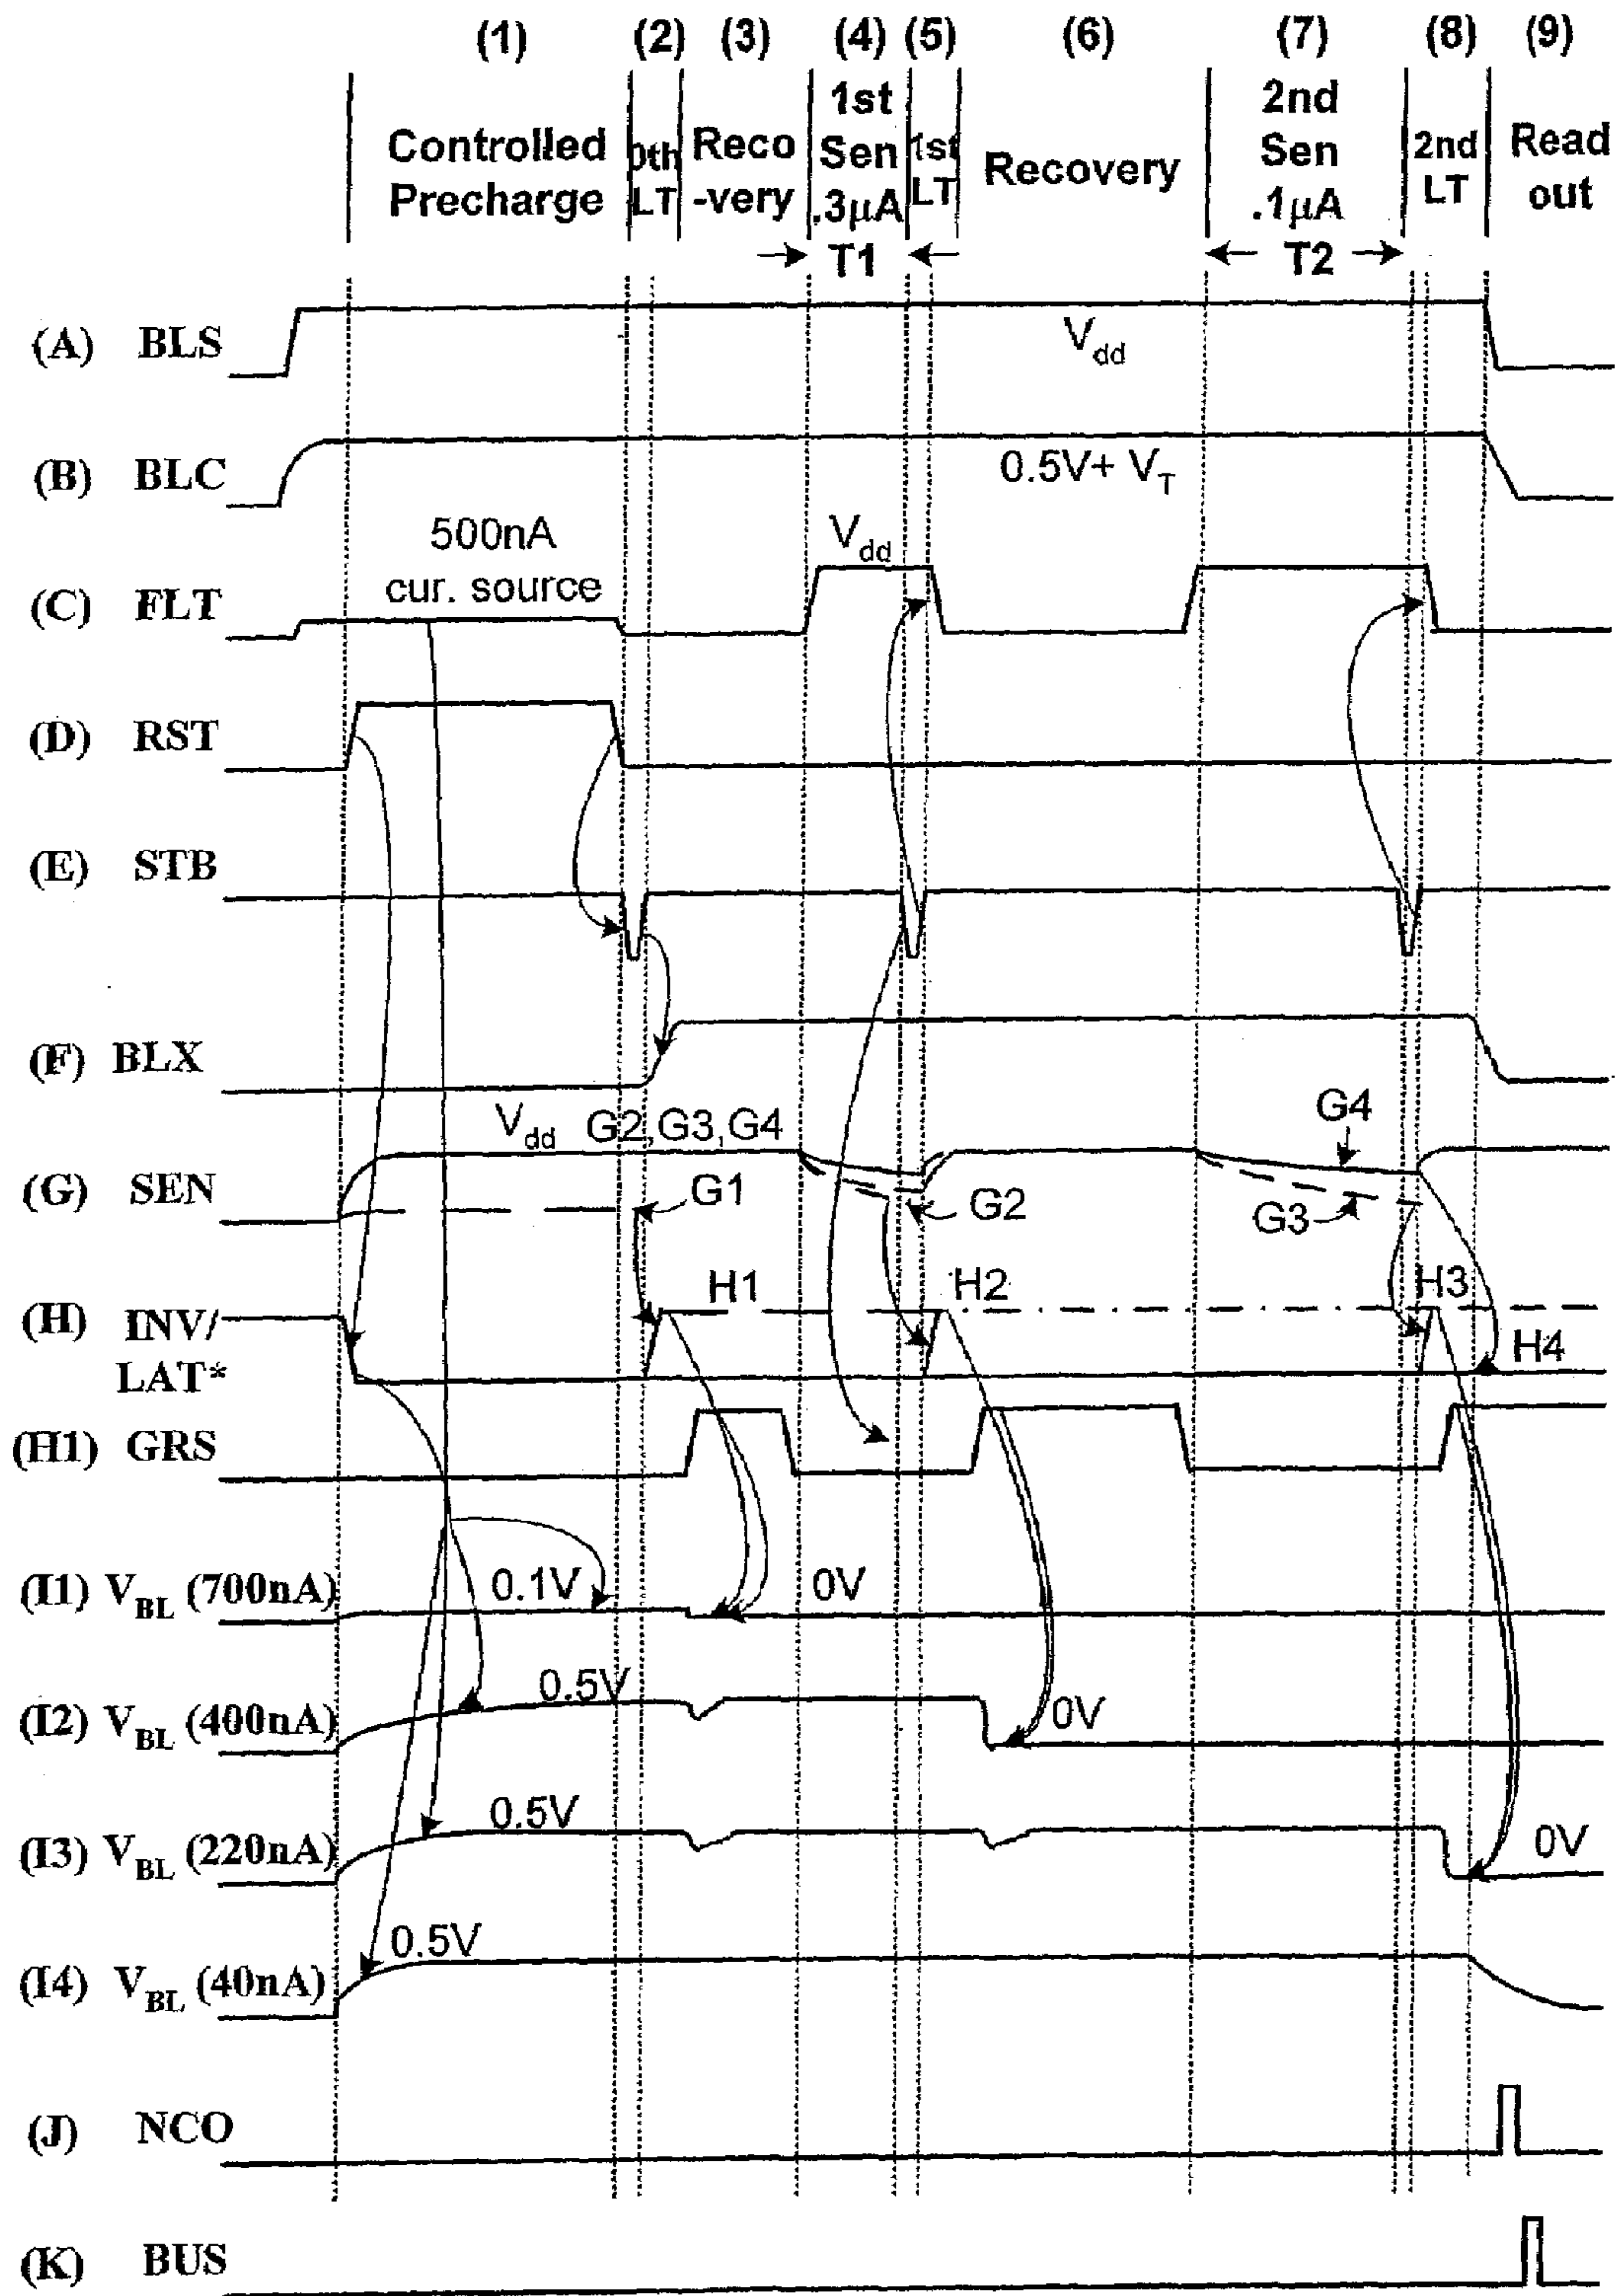 (1) (2) (3) (4) (5) (6) (7) (8) (9)
Controlled
Precharge
0th
LT
Reco
-very
1st
Sen
.3μA
T1
1st
LT
Recovery
2nd
Sen
.1μA
T2
2nd
LT
Read
out
(A) BLS
Vdd
(B) BLC
0.5V+ VT
500nA
cur. source
Vdd
(C) FLT
(D) RST
(E) STB
(F) BLX
Vdd G2,G3,G4
G4
(G) SEN
G1
G2
G3
(H) INV/
LAT*
H1
H2
H3
H4
(H1) GRS
(I1) VBL (700nA)
0.1V
0V
(I2) VBL (400nA)
0.5V
0V
(I3) VBL (220nA)
0.5V
0V
(I4) VBL (40nA)
0.5V
(J) NCO
(K) BUS